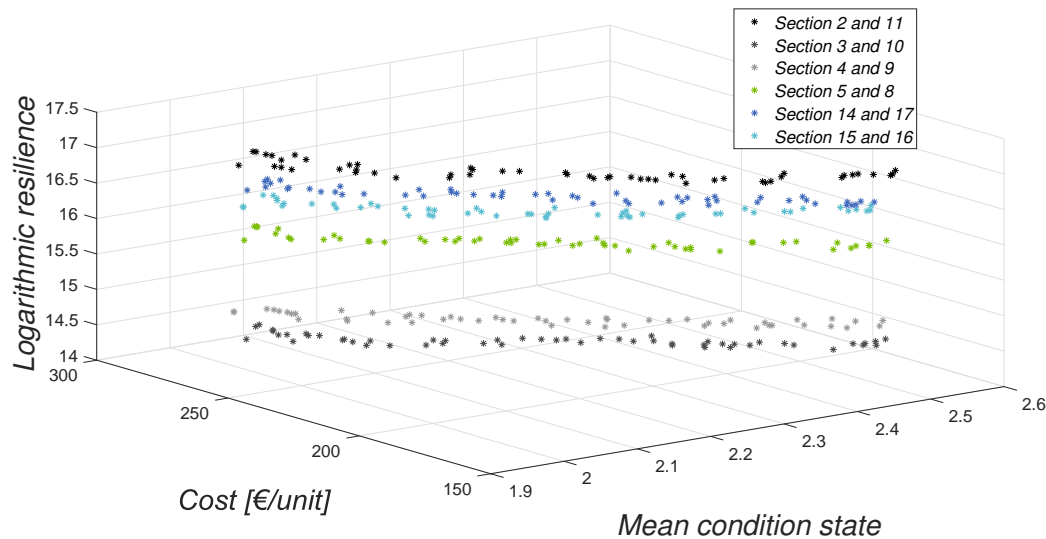 Section 2 and 11
Section 3 and 10
Section 4 and 9
Section 5 and 8
Section 14 and 17
Section 15 and 16
Logarithmic resilience
17.5
17
16.5
16
15.5
15
14.5
14
300
250
200
150
1.9
2
2.1
2.2
2.3
2.4
2.5
2.6
Cost [€/unit]
Mean condition state